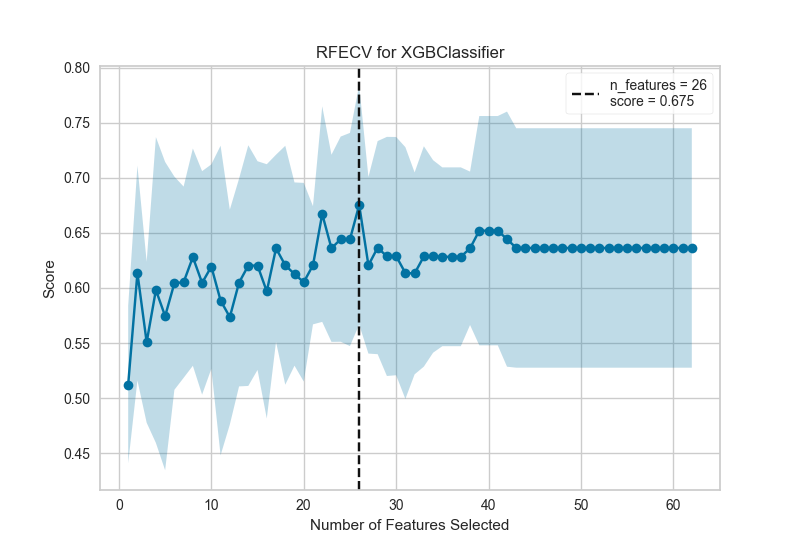 RFECV for XGBClassifier
n_features = 26
score = 0.675
0.80
0.75
0.70
0.65
0.60
0.55
0.50
0.45
Score
0 10 20 30 40 50 60
Number of Features Selected